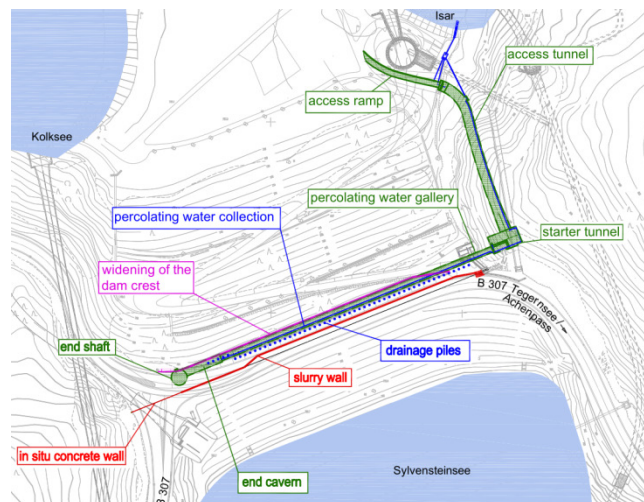 Isar
access tunnel
access ramp
Kolksee
percolating water gallery
percolating water collection
starter tunnel
widening of the
dam crest
B 307 Tegernsee /
Achenpass
end shaft
drainage piles
slurry wall
in situ concrete wall
end cavern
Sylvensteinsee
B 307